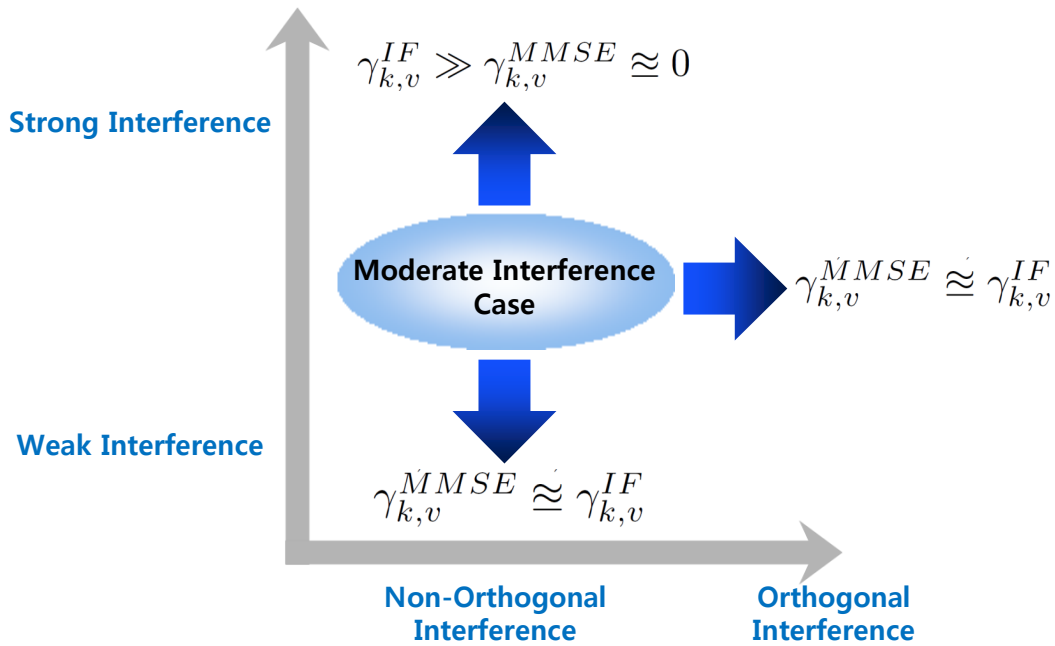 γ_{k,v}^{IF} ≫ γ_{k,v}^{MMSE} ≊ 0
Strong Interference
Moderate Interference
Case
γ_{k,v}^{MMSE} ≊ γ_{k,v}^{IF}
Weak Interference
γ_{k,v}^{MMSE} ≊ γ_{k,v}^{IF}
Non-Orthogonal
Interference
Orthogonal
Interference